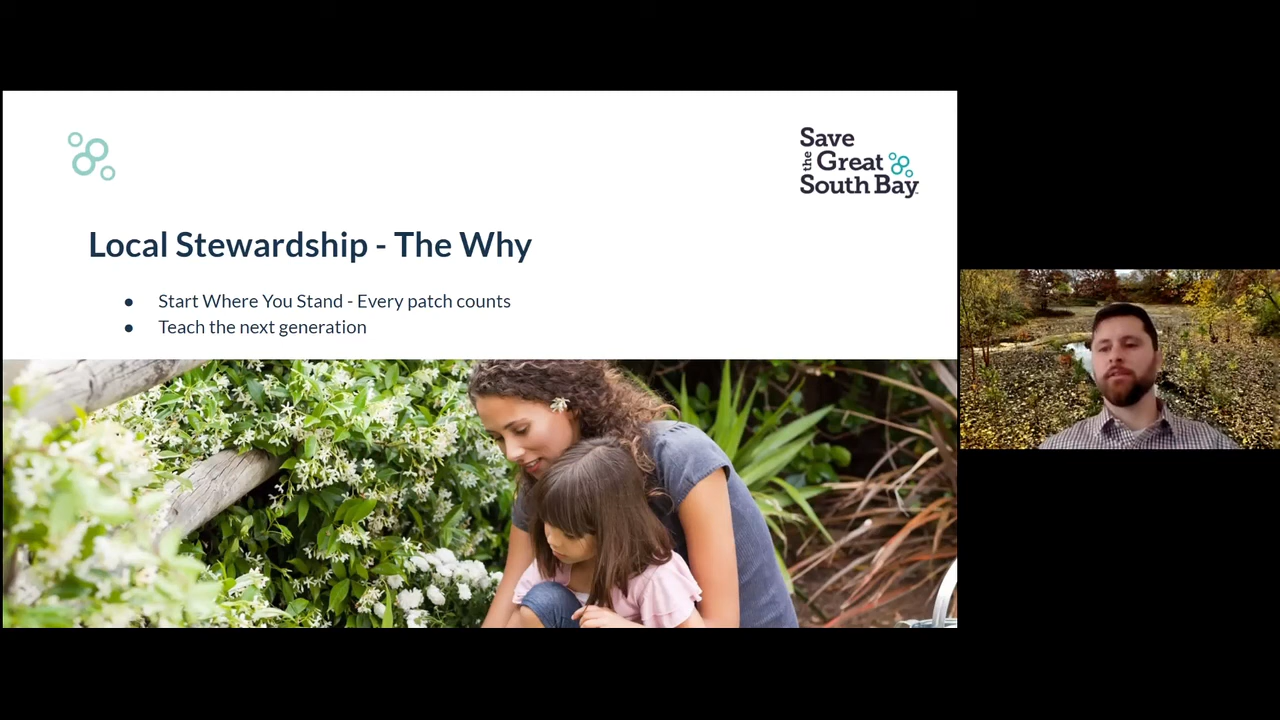 Save
the Great
South Bay
Local Stewardship - The Why
● Start Where You Stand - Every patch counts
● Teach the next generation